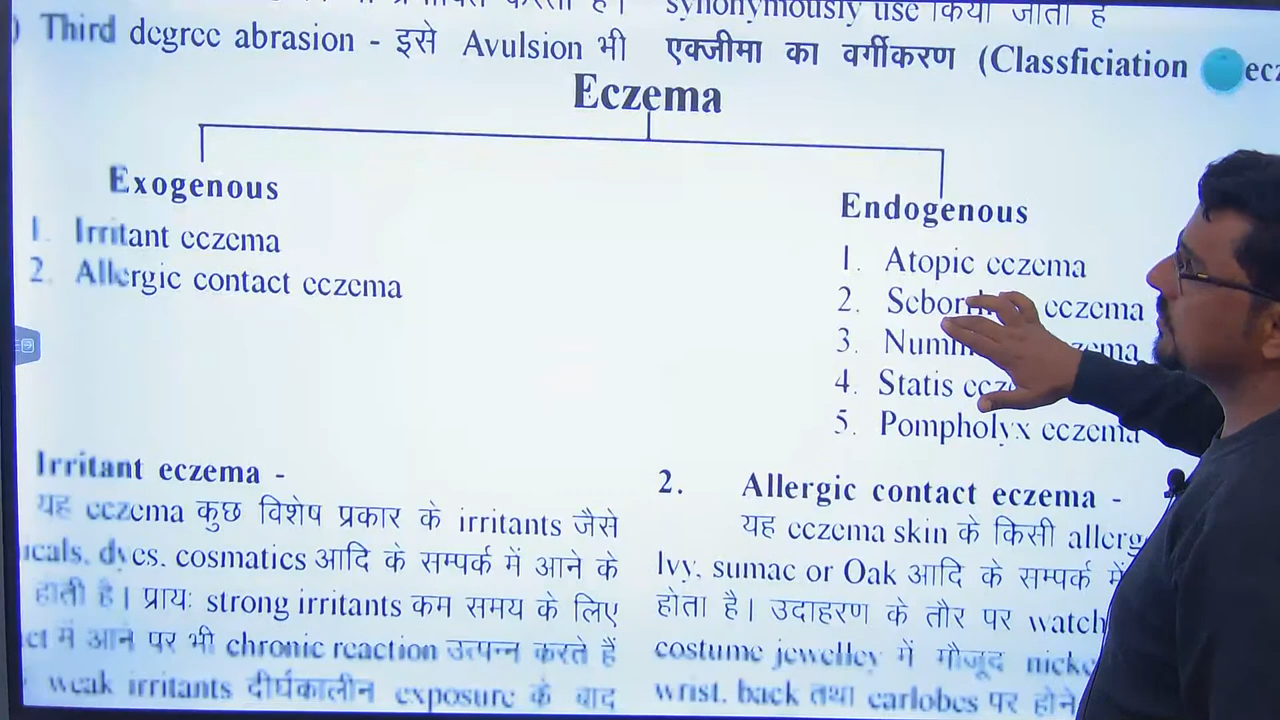 synonymously use किया जाता है
Third degree abrasion - इसे Avulsion भी
एक्जीमा का वर्गीकरण (Classficiation
Eczema
Exogenous
1. Irritant eczema
2. Allergic contact eczema
Endogenous
1. Atopic eczema
2. eczema
3.
4. Statis
5. Pompholyx eczema
Irritant eczema -
यह eczema कुछ विशेष प्रकार के irritants जैसे
dyes, cosmatics आदि के सम्पर्क में आने के
होती है। प्रायः strong irritants कम समय के लिए
में आने पर भी chronic reaction उत्पन्न करते हैं
weak irritants दीर्घकालीन exposure के बाद
2. Allergic contact eczema -
यह eczema skin के किसी
Ivy, sumac or Oak आदि के सम्पर्क में
होता है। उदाहरण के तौर पर watch
costume jewelley में मौजूद
wrist, back तथा earlobes पर